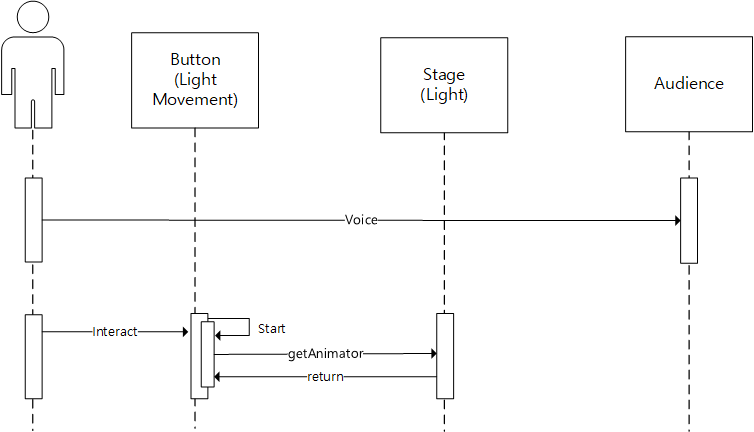 Button
(Light
Movement)
Stage
(Light)
Audience
Voice
Interact
Start
getAnimator
return